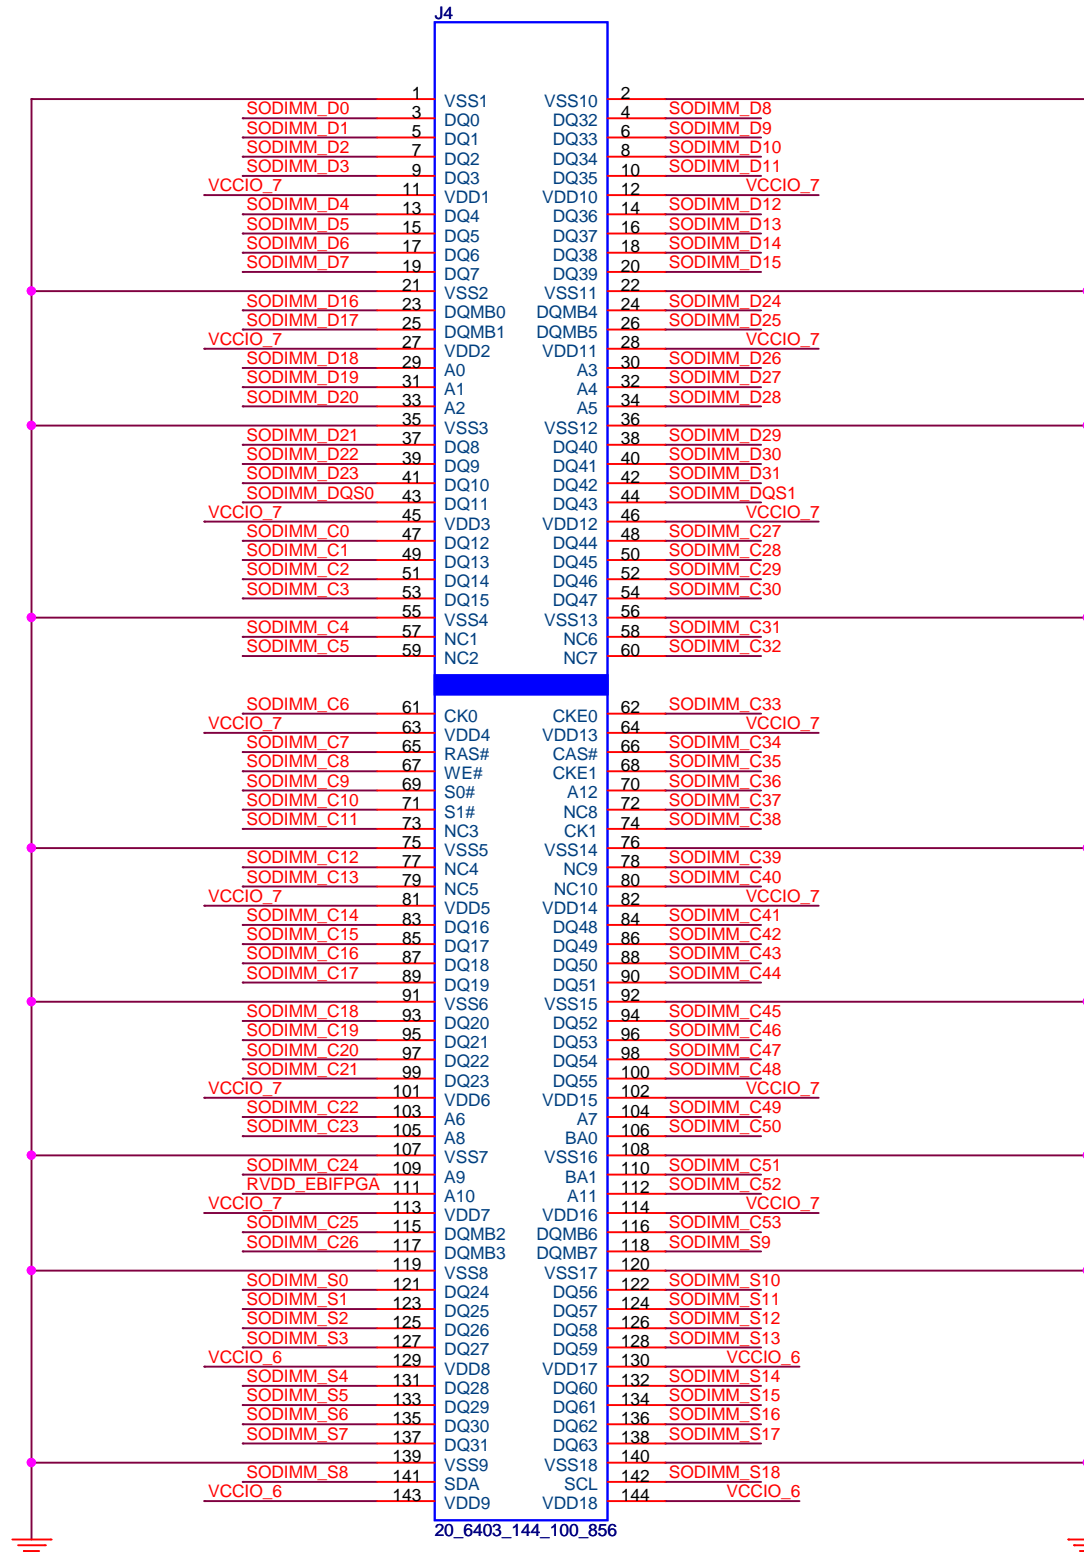 J4
1 VSS1 VSS10 2
SODIMM_D0 3 DQ0 DQ32 4 SODIMM_D8
SODIMM_D1 5 DQ1 DQ33 6 SODIMM_D9
SODIMM_D2 7 DQ2 DQ34 8 SODIMM_D10
SODIMM_D3 9 DQ3 DQ35 10 SODIMM_D11
VCCIO_7 11 VDD1 VDD10 12 VCCIO_7
SODIMM_D4 13 DQ4 DQ36 14 SODIMM_D12
SODIMM_D5 15 DQ5 DQ37 16 SODIMM_D13
SODIMM_D6 17 DQ6 DQ38 18 SODIMM_D14
SODIMM_D7 19 DQ7 DQ39 20 SODIMM_D15
21 VSS2 VSS11 22
SODIMM_D16 23 DQMB0 DQMB4 24 SODIMM_D24
SODIMM_D17 25 DQMB1 DQMB5 26 SODIMM_D25
VCCIO_7 27 VDD2 VDD11 28 VCCIO_7
SODIMM_D18 29 A0 A3 30 SODIMM_D26
SODIMM_D19 31 A1 A4 32 SODIMM_D27
SODIMM_D20 33 A2 A5 34 SODIMM_D28
35 VSS3 VSS12 36
SODIMM_D21 37 DQ8 DQ40 38 SODIMM_D29
SODIMM_D22 39 DQ9 DQ41 40 SODIMM_D30
SODIMM_D23 41 DQ10 DQ42 42 SODIMM_D31
SODIMM_DQS0 43 DQ11 DQ43 44 SODIMM_DQS1
VCCIO_7 45 VDD3 VDD12 46 VCCIO_7
SODIMM_C0 47 DQ12 DQ44 48 SODIMM_C27
SODIMM_C1 49 DQ13 DQ45 50 SODIMM_C28
SODIMM_C2 51 DQ14 DQ46 52 SODIMM_C29
SODIMM_C3 53 DQ15 DQ47 54 SODIMM_C30
55 VSS4 VSS13 56
SODIMM_C4 57 NC1 NC6 58 SODIMM_C31
SODIMM_C5 59 NC2 NC7 60 SODIMM_C32
SODIMM_C6 61 CK0 CKE0 62 SODIMM_C33
VCCIO_7 63 VDD4 VDD13 64 VCCIO_7
SODIMM_C7 65 RAS# CAS# 66 SODIMM_C34
SODIMM_C8 67 WE# CKE1 68 SODIMM_C35
SODIMM_C9 69 S0# A12 70 SODIMM_C36
SODIMM_C10 71 S1# NC8 72 SODIMM_C37
SODIMM_C11 73 NC3 CK1 74 SODIMM_C38
75 VSS5 VSS14 76
SODIMM_C12 77 NC4 NC9 78 SODIMM_C39
SODIMM_C13 79 NC5 NC10 80 SODIMM_C40
VCCIO_7 81 VDD5 VDD14 82 VCCIO_7
SODIMM_C14 83 DQ16 DQ48 84 SODIMM_C41
SODIMM_C15 85 DQ17 DQ49 86 SODIMM_C42
SODIMM_C16 87 DQ18 DQ50 88 SODIMM_C43
SODIMM_C17 89 DQ19 DQ51 90 SODIMM_C44
91 VSS6 VSS15 92
SODIMM_C18 93 DQ20 DQ52 94 SODIMM_C45
SODIMM_C19 95 DQ21 DQ53 96 SODIMM_C46
SODIMM_C20 97 DQ22 DQ54 98 SODIMM_C47
SODIMM_C21 99 DQ23 DQ55 100 SODIMM_C48
VCCIO_7 101 VDD6 VDD15 102 VCCIO_7
SODIMM_C22 103 A6 A7 104 SODIMM_C49
SODIMM_C23 105 A8 BA0 106 SODIMM_C50
107 VSS7 VSS16 108
SODIMM_C24 109 A9 BA1 110 SODIMM_C51
RVDD_EBIFPGA 111 A10 A11 112 SODIMM_C52
VCCIO_7 113 VDD7 VDD16 114 VCCIO_7
SODIMM_C25 115 DQMB2 DQMB6 116 SODIMM_C53
SODIMM_C26 117 DQMB3 DQMB7 118 SODIMM_S9
119 VSS8 VSS17 120
SODIMM_S0 121 DQ24 DQ56 122 SODIMM_S10
SODIMM_S1 123 DQ25 DQ57 124 SODIMM_S11
SODIMM_S2 125 DQ26 DQ58 126 SODIMM_S12
SODIMM_S3 127 DQ27 DQ59 128 SODIMM_S13
VCCIO_6 129 VDD8 VDD17 130 VCCIO_6
SODIMM_S4 131 DQ28 DQ60 132 SODIMM_S14
SODIMM_S5 133 DQ29 DQ61 134 SODIMM_S15
SODIMM_S6 135 DQ30 DQ62 136 SODIMM_S16
SODIMM_S7 137 DQ31 DQ63 138 SODIMM_S17
139 VSS9 VSS18 140
SODIMM_S8 141 SDA SCL 142 SODIMM_S18
VCCIO_6 143 VDD9 VDD18 144 VCCIO_6
20_6403_144_100_856